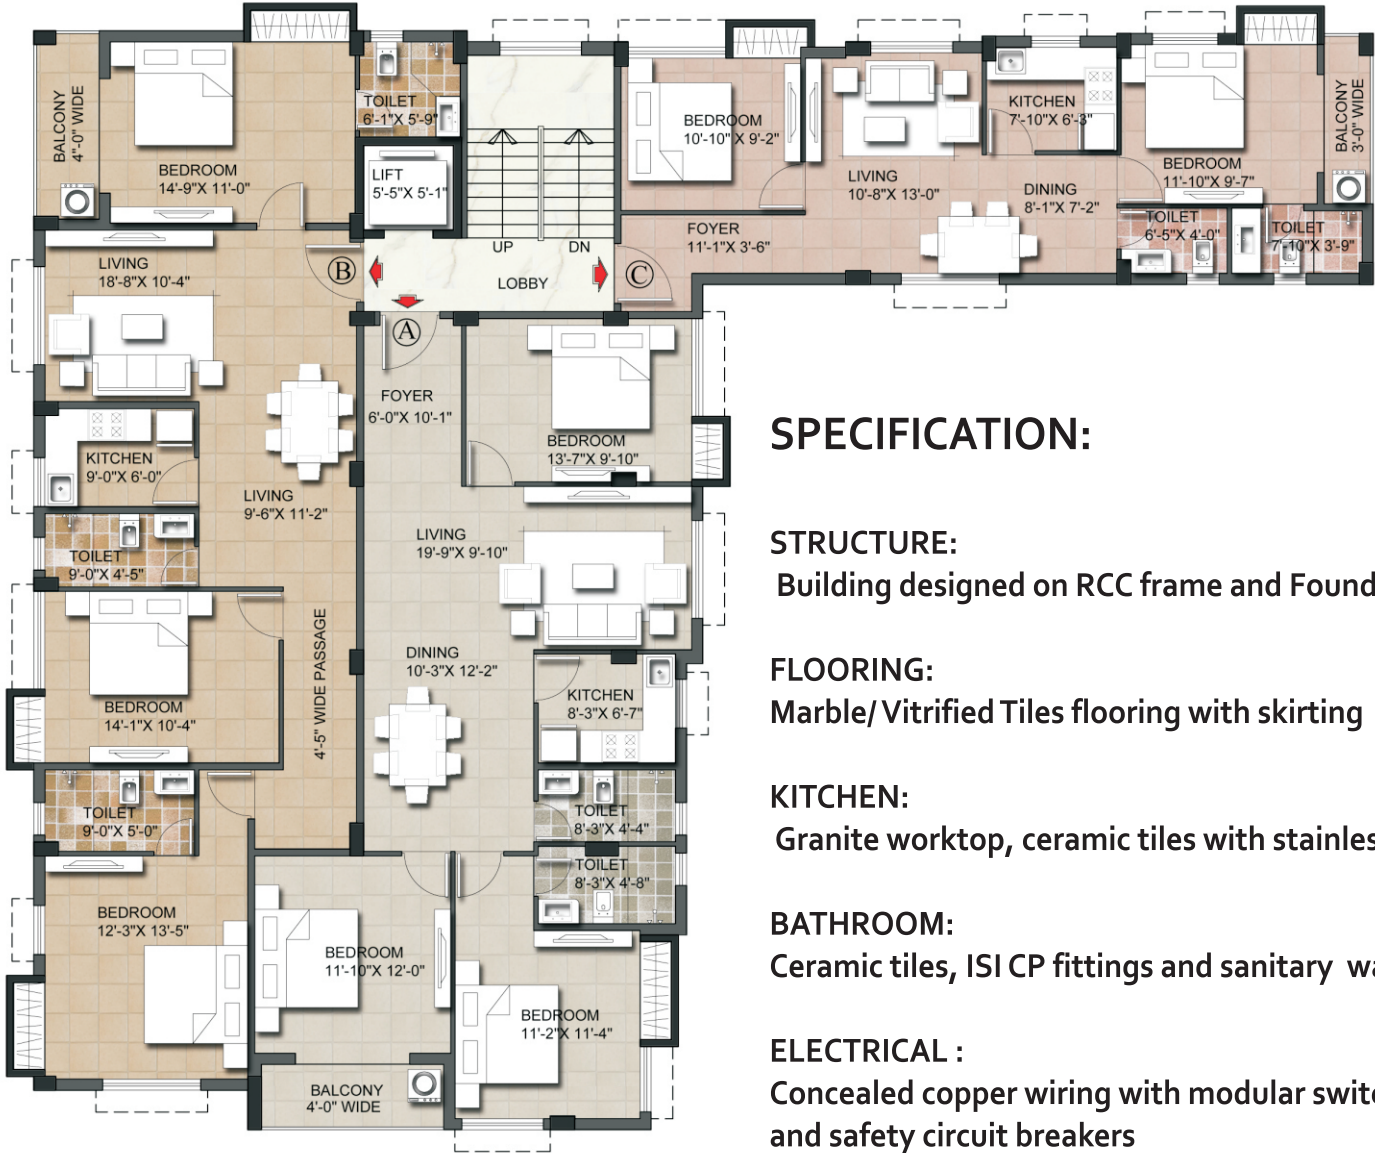 BALCONY
4"-0" WIDE
BEDROOM
14'-9"X 11'-0"
TOILET
6'-1"X 5'-9"
LIFT
5'-5"X 5'-1"
UP
DN
LOBBY
BEDROOM
10'-10" X 9'-2"
LIVING
10'-8"X 13'-0"
KITCHEN
7'-10"X 6'-3"
DINING
8'-1"X 7'-2"
BEDROOM
11'-10"X 9'-7"
BALCONY
3'-0" WIDE
TOILET
6'-5"X 4'-0"
TOILET
7'-10"X 3'-9"
FOYER
11'-1"X 3'-6"
B
C
A
LIVING
18'-8"X 10'-4"
KITCHEN
9'-0"X 6'-0"
LIVING
9'-6"X 11'-2"
TOILET
9'-0"X 4'-5"
BEDROOM
14'-1"X 10'-4"
4'-5" WIDE PASSAGE
TOILET
9'-0"X 5'-0"
BEDROOM
12'-3"X 13'-5"
FOYER
6'-0"X 10'-1"
BEDROOM
13'-7"X 9'-10"
LIVING
19'-9"X 9'-10"
DINING
10'-3"X 12'-2"
KITCHEN
8'-3"X 6'-7"
TOILET
8'-3"X 4'-4"
TOILET
8'-3"X 4'-8"
BEDROOM
11'-10"X 12'-0"
BEDROOM
11'-2"X 11'-4"
BALCONY
4'-0" WIDE
SPECIFICATION:
STRUCTURE:
Building designed on RCC frame and Found
FLOORING:
Marble/ Vitrified Tiles flooring with skirting
KITCHEN:
Granite worktop, ceramic tiles with stainles
BATHROOM:
Ceramic tiles, ISI CP fittings and sanitary wa
ELECTRICAL :
Concealed copper wiring with modular switc
and safety circuit breakers